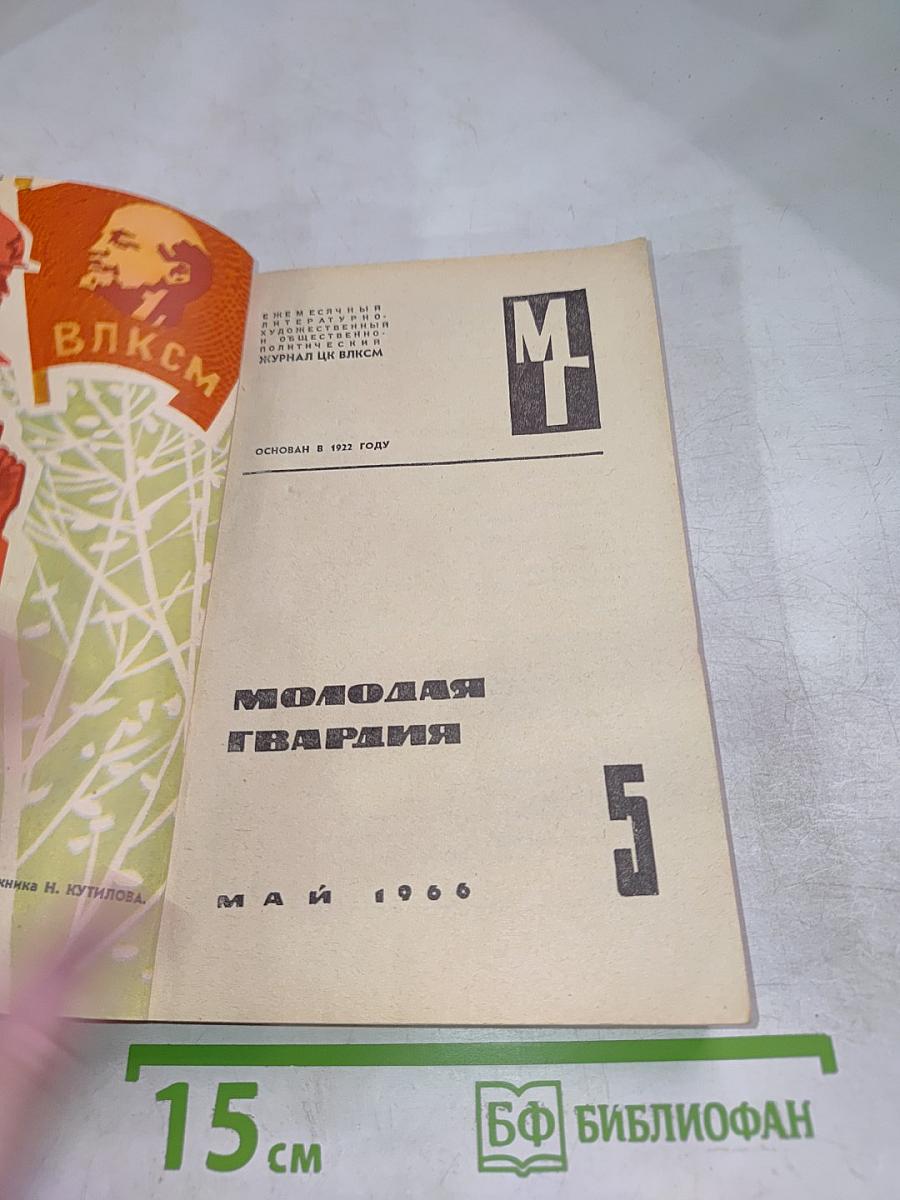 ВЛКСМ
Н. КУТИЛОВА.
ЕЖЕМЕСЯЧНЫЙ
ЛИТЕРАТУРНО-
ХУДОЖЕСТВЕННЫЙ
И ОБЩЕСТВЕННО-
ПОЛИТИЧЕСКИЙ
ЖУРНАЛ ЦК ВЛКСМ
МГ
ОСНОВАН В 1922 ГОДУ
МОЛОДАЯ
ГВАРДИЯ
5
МАЙ 1966
15 см
БФ БИБЛИОФАН